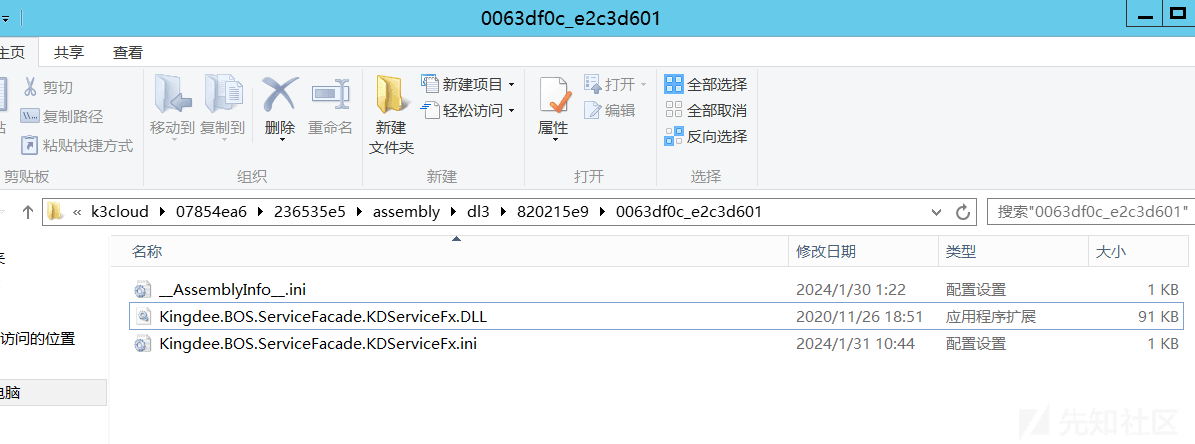 0063df0c_e2c3d601
主页 共享 查看
剪切
复制路径
粘贴快捷方式
剪贴板
移动到
复制到
删除
重命名
组织
新建
文件夹
新建项目
轻松访问
新建
属性
打开
编辑
打开
全部选择
全部取消
反向选择
选择
« k3cloud 07854ea6 236535e5 assembly dl3 820215e9 0063df0c_e2c3d601
搜索"0063df0c_e2c3d601"
名称 修改日期 类型 大小
__AssemblyInfo__.ini 2024/1/30 1:22 配置设置 1 KB
Kingdee.BOS.ServiceFacade.KDServiceFx.DLL 2020/11/26 18:51 应用程序扩展 91 KB
Kingdee.BOS.ServiceFacade.KDServiceFx.ini 2024/1/31 10:44 配置设置 1 KB
访问的位置
电脑
先知社区